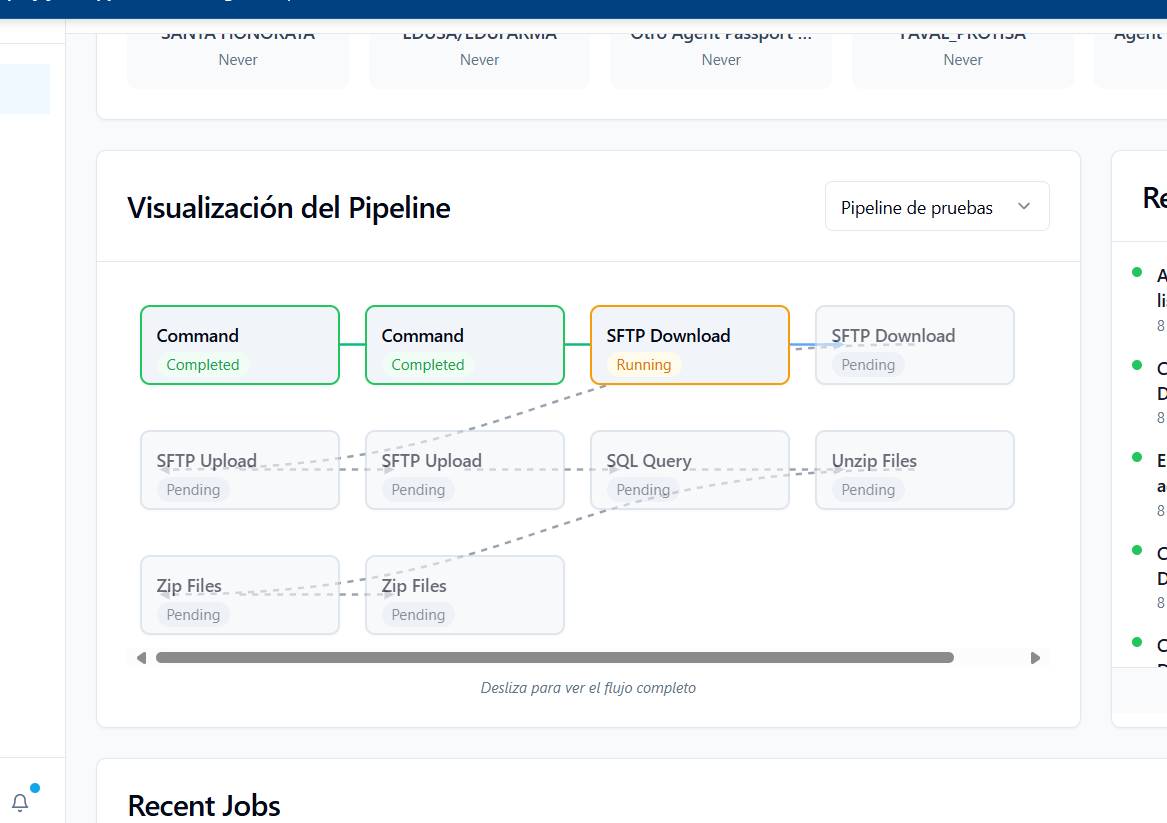 SANTA HONORATA
EDUSA/EDUFARMA
Otro Agent Passport ...
Agent
Never
Never
Never
Never
Visualización del Pipeline
Pipeline de pruebas
Command
Completed
Command
Completed
SFTP Download
Running
SFTP Download
Pending
SFTP Upload
Pending
SFTP Upload
Pending
SQL Query
Pending
Unzip Files
Pending
Zip Files
Pending
Zip Files
Pending
Desliza para ver el flujo completo
Re
8
8
8
8
Recent Jobs